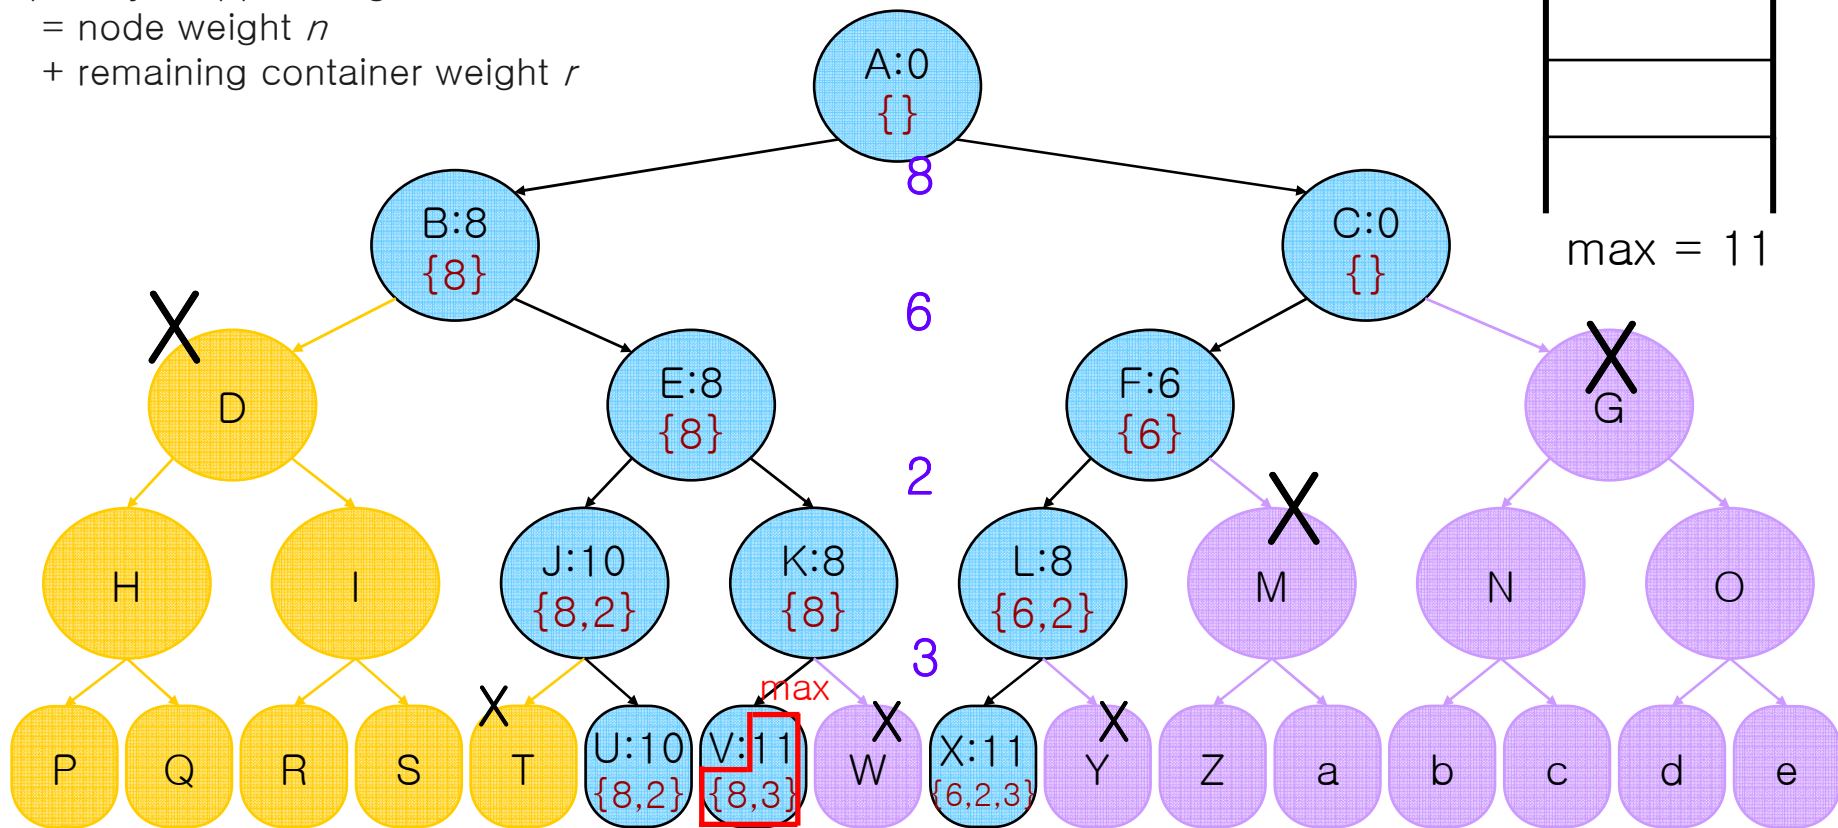 = node weight n
+ remaining container weight r
A:0
{}
8
B:8
{8}
C:0
{}
max = 11
6
D
E:8
{8}
F:6
{6}
G
2
H
I
J:10
{8,2}
K:8
{8}
L:8
{6,2}
M
N
O
3
max
P
Q
R
S
T
U:10
{8,2}
V:11
{8,3}
W
X:11
{6,2,3}
Y
Z
a
b
c
d
e